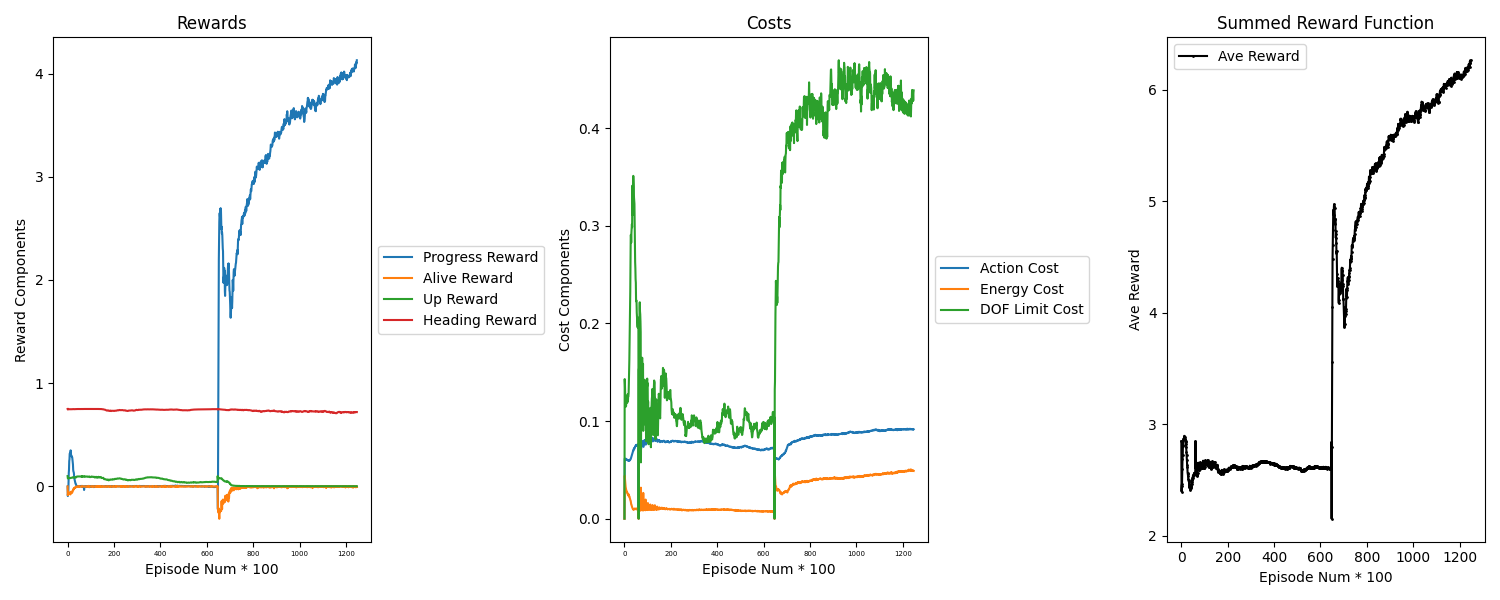 Rewards
Reward Components
4
3
2
1
0
0 200 400 600 800 1000 1200
Episode Num * 100
Progress Reward
Alive Reward
Up Reward
Heading Reward
Costs
Cost Components
0.4
0.3
0.2
0.1
0.0
0 200 400 600 800 1000 1200
Episode Num * 100
Action Cost
Energy Cost
DOF Limit Cost
Summed Reward Function
Ave Reward
Ave Reward
6
5
4
3
2
0 200 400 600 800 1000 1200
Episode Num * 100